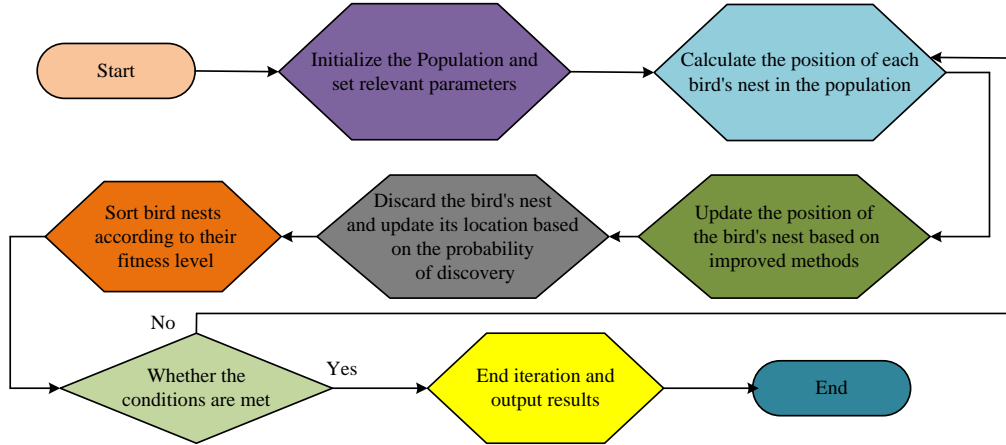 Start
Initialize the Population and
set relevant parameters
Calculate the position of each
bird's nest in the population
Sort bird nests
according to their
fitness level
Discard the bird's nest
and update its location based
on the probability
of discovery
Update the position of
the bird's nest based on
improved methods
No
Whether the
conditions are met
Yes
End iteration and
output results
End